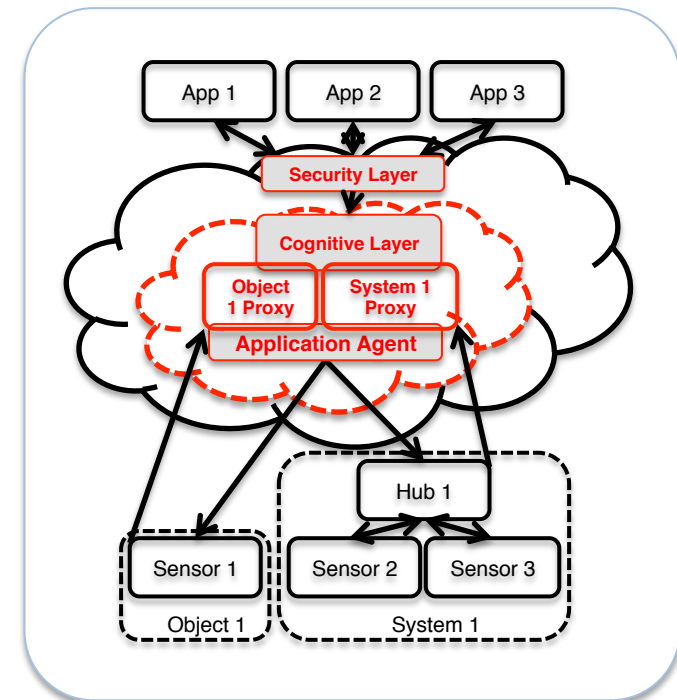 App 1
App 2
App 3
Security Layer
Cognitive Layer
Object
1 Proxy
System 1
Proxy
Application Agent
Hub 1
Sensor 1
Sensor 2
Sensor 3
Object 1
System 1